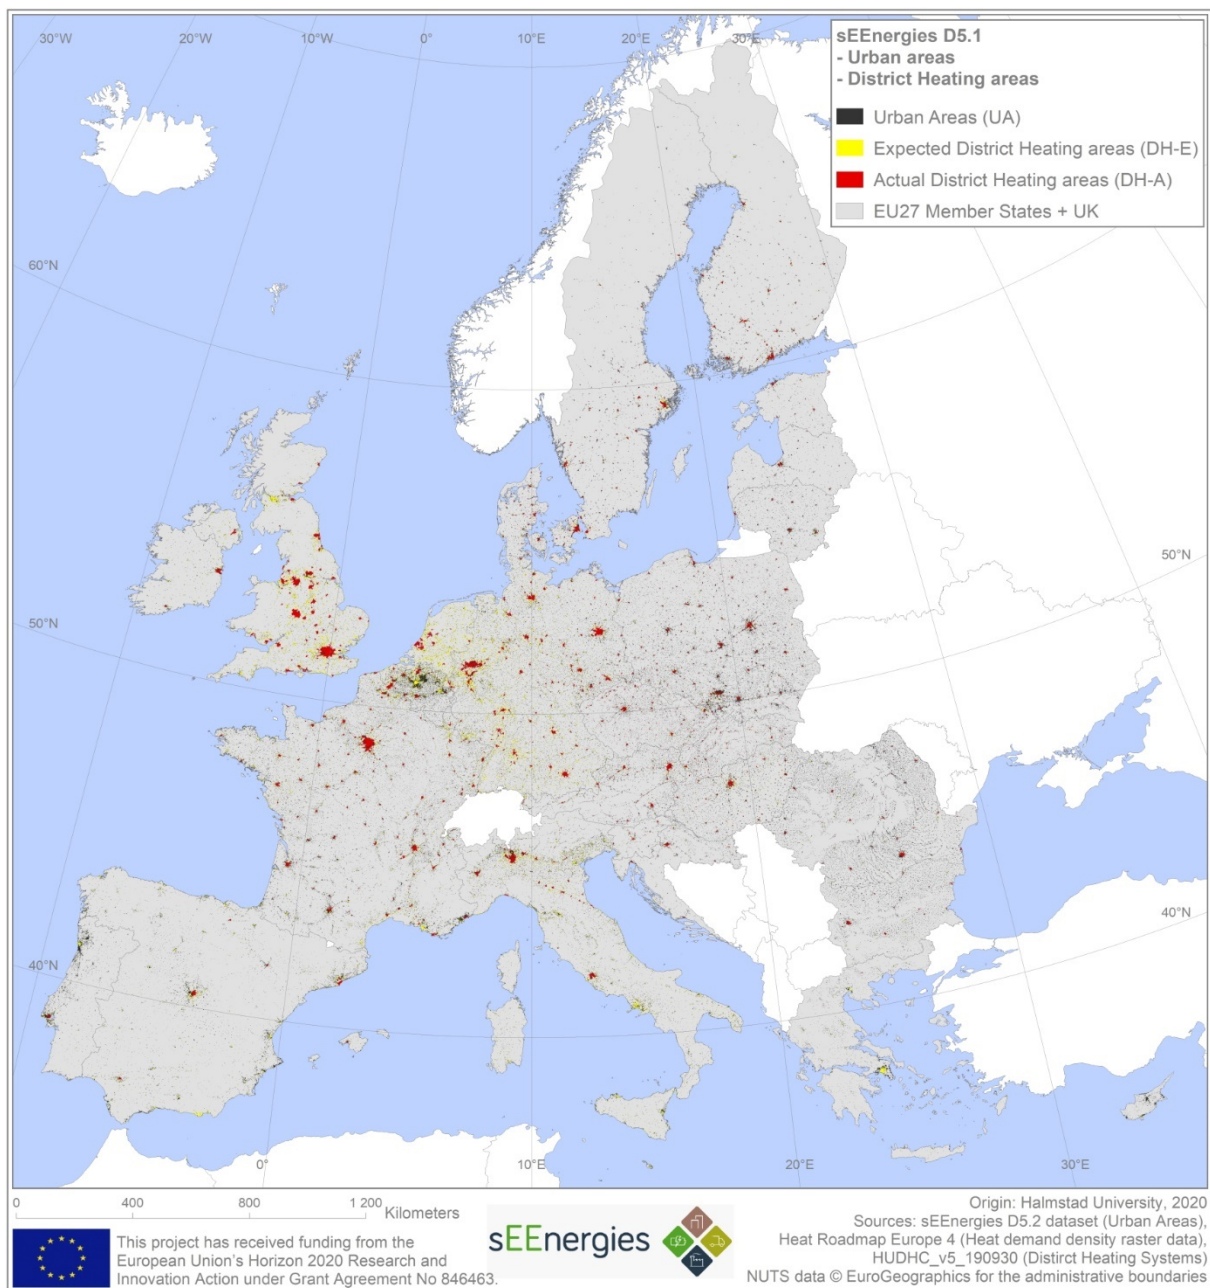 30°W
20°W
10°W
0°
10°E
20°E
30°E
sEEnergies D5.1
- Urban areas
- District Heating areas
Urban Areas (UA)
Expected District Heating areas (DH-E)
Actual District Heating areas (DH-A)
EU27 Member States + UK
60°N
60°N
50°N
50°N
40°N
40°N
0°
10°E
20°E
30°E
0 400 800 1 200
Kilometers
This project has received funding from the
European Union's Horizon 2020 Research and
Innovation Action under Grant Agreement No 846463.
sEEnergies
Origin: Halmstad University, 2020
Sources: sEEnergies D5.2 dataset (Urban Areas),
Heat Roadmap Europe 4 (Heat demand density raster data),
HUDHC_v5_190930 (Distirct Heating Systems)
NUTS data © EuroGeographics for the administrative boundaries